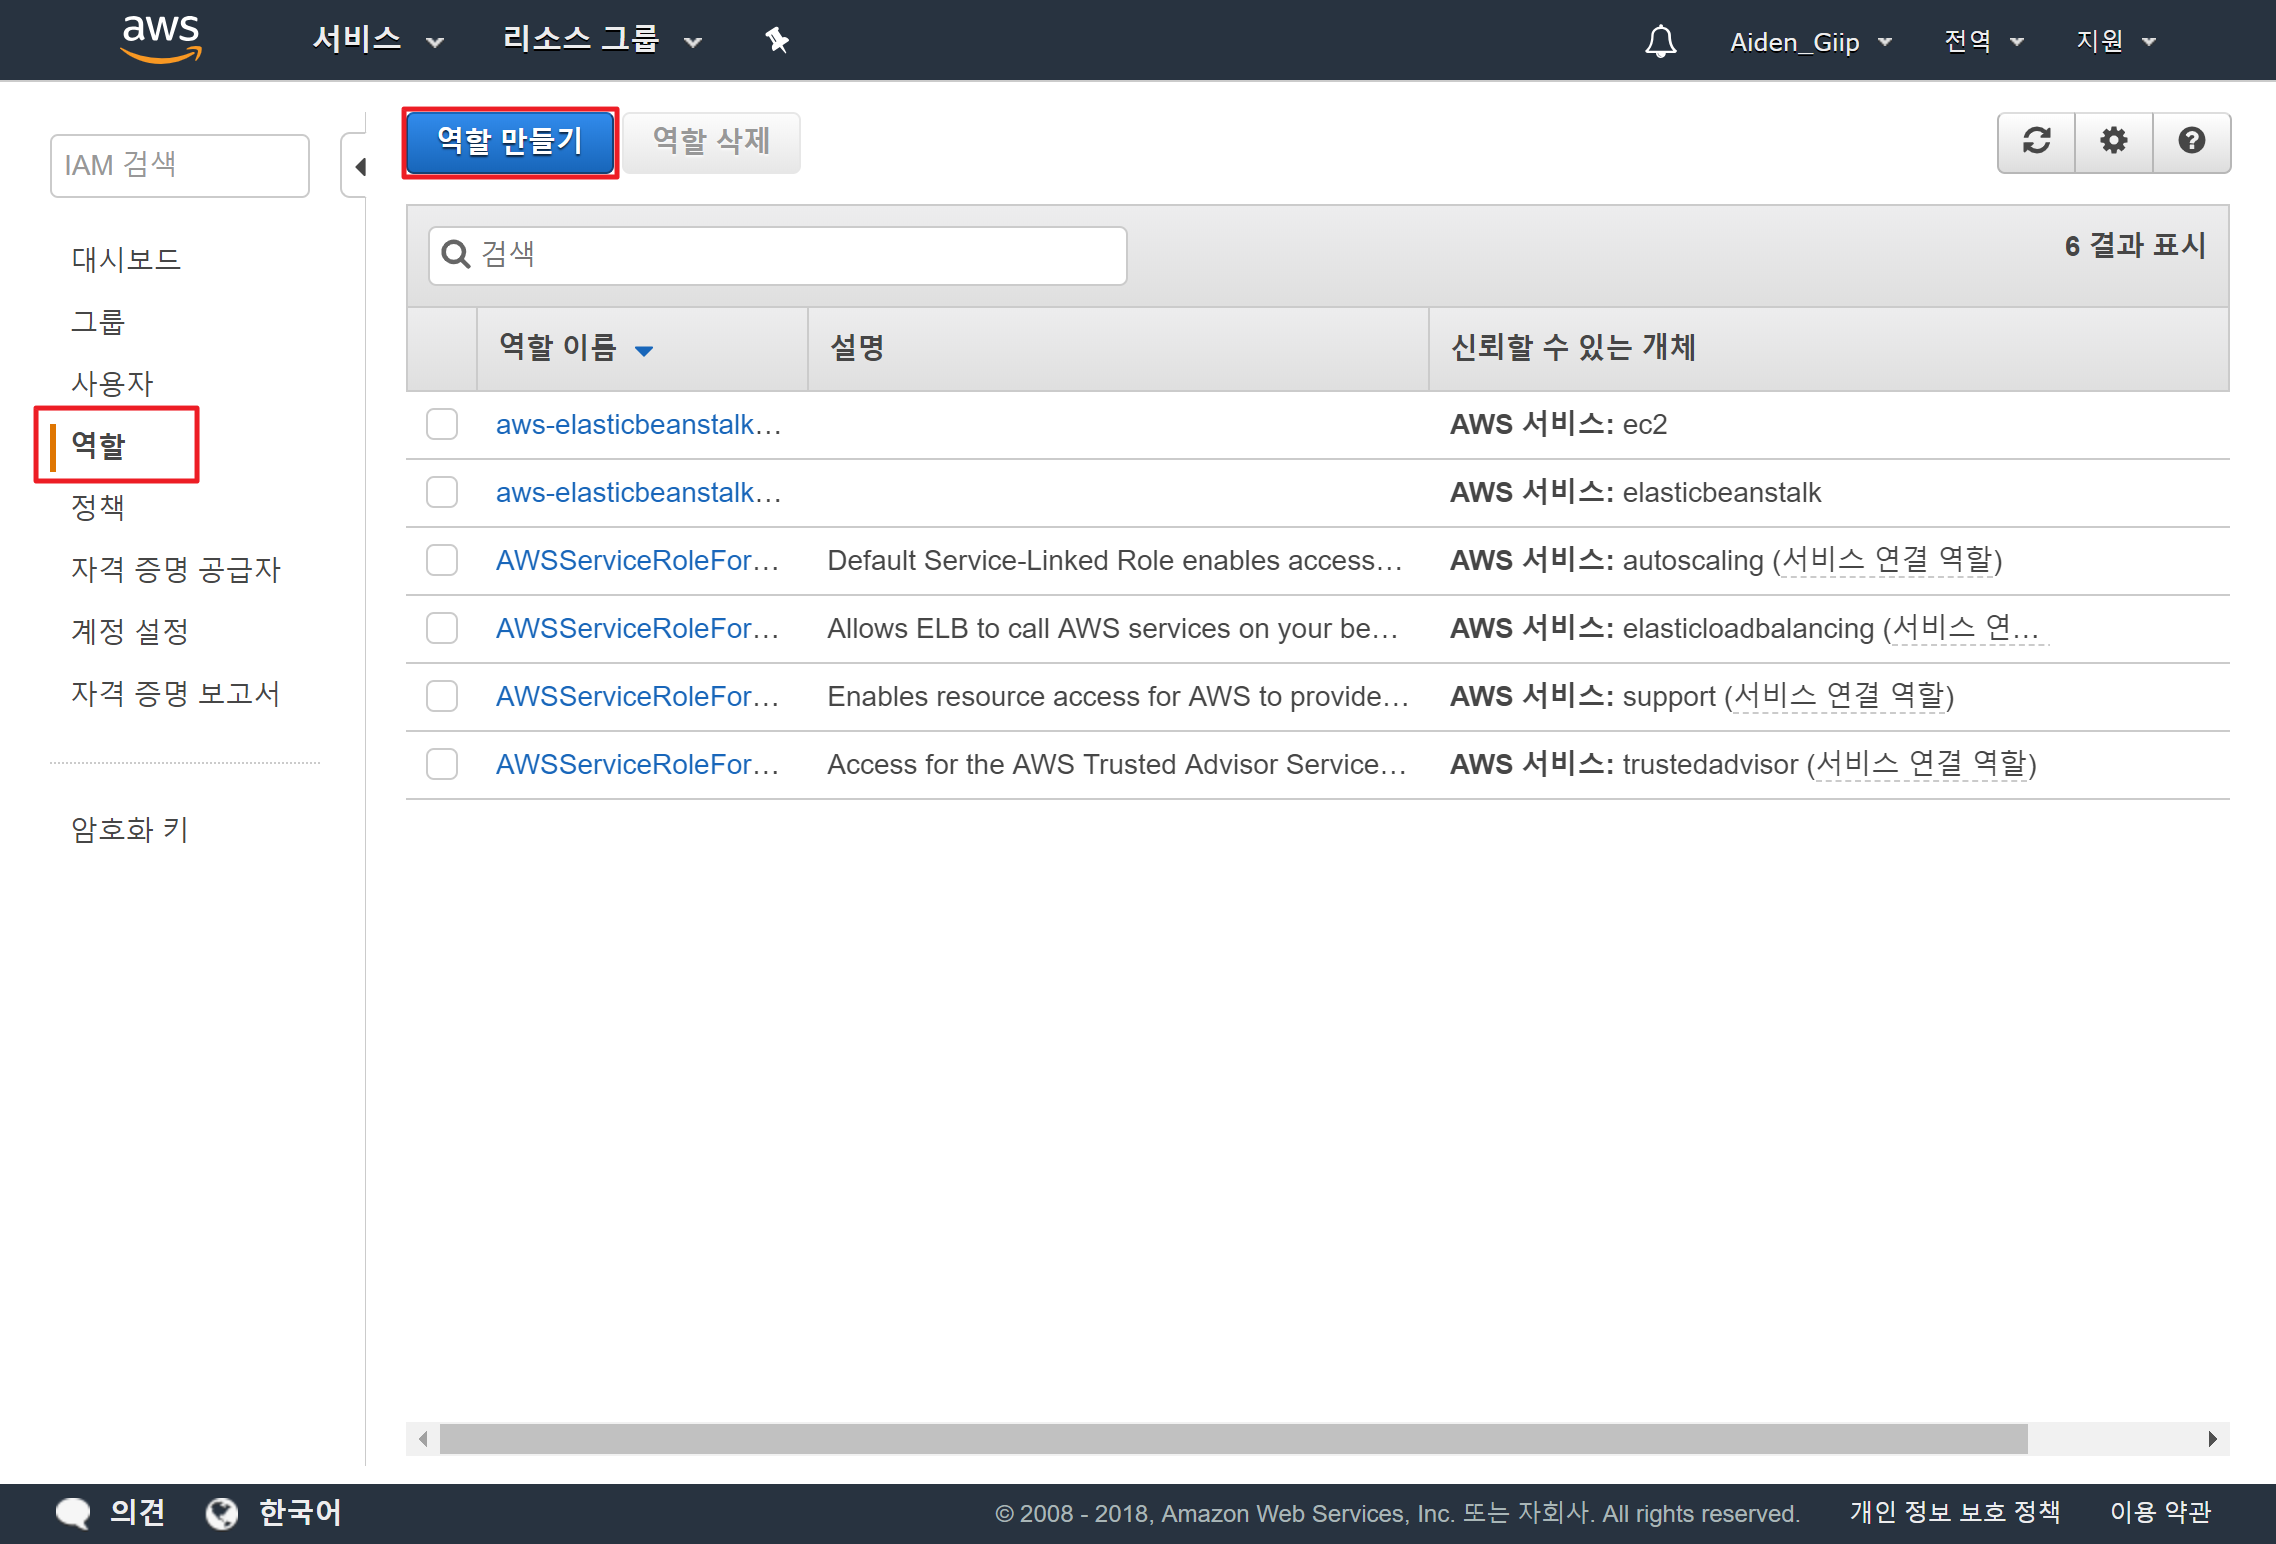 aws 서비스 리소스 그룹 Aiden_Giip 전역 지원
IAM 검색
대시보드
그룹
사용자
역할
정책
자격 증명 공급자
계정 설정
자격 증명 보고서
암호화 키
역할 만들기 역할 삭제
검색 6 결과 표시
역할 이름 설명 신뢰할 수 있는 개체
aws-elasticbeanstalk… AWS 서비스: ec2
aws-elasticbeanstalk… AWS 서비스: elasticbeanstalk
AWSServiceRoleFor… Default Service-Linked Role enables access… AWS 서비스: autoscaling (서비스 연결 역할)
AWSServiceRoleFor… Allows ELB to call AWS services on your be… AWS 서비스: elasticloadbalancing (서비스 연…
AWSServiceRoleFor… Enables resource access for AWS to provide… AWS 서비스: support (서비스 연결 역할)
AWSServiceRoleFor… Access for the AWS Trusted Advisor Service… AWS 서비스: trustedadvisor (서비스 연결 역할)
의견 한국어 © 2008 - 2018, Amazon Web Services, Inc. 또는 자회사. All rights reserved. 개인 정보 보호 정책 이용 약관